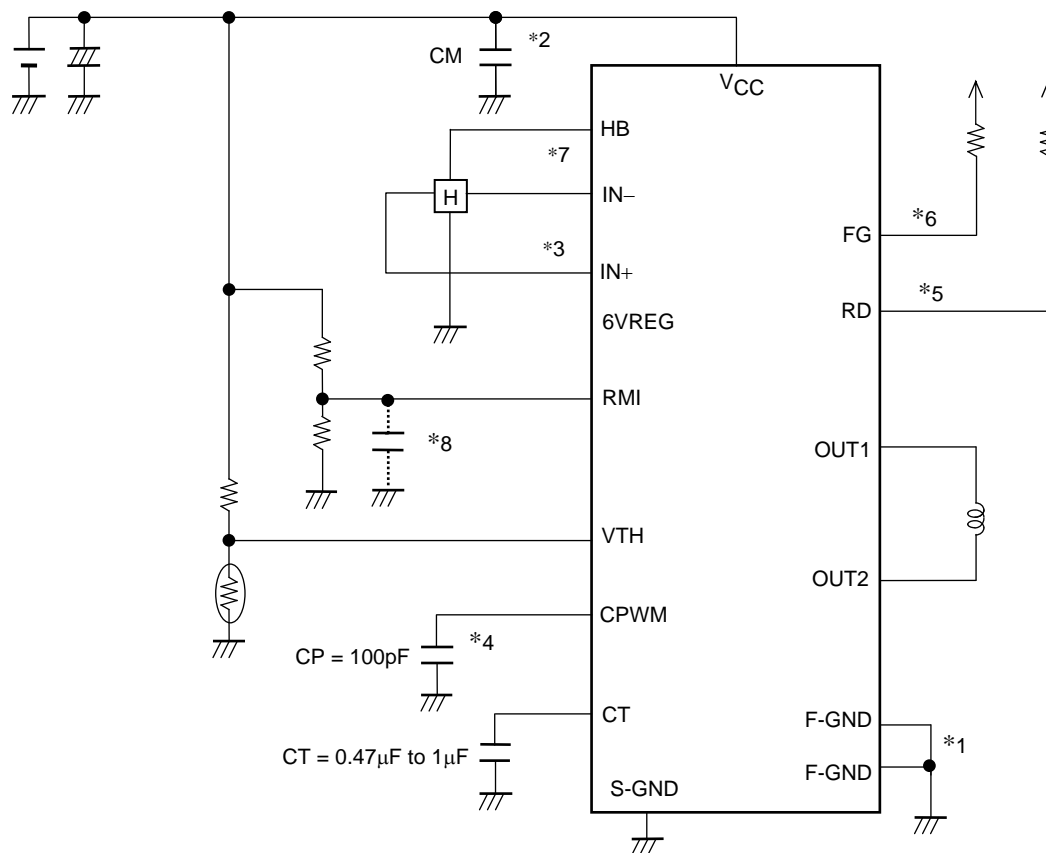 *2
CM
VCC
HB
*7
H
IN−
*6
FG
*3
IN+
*5
RD
6VREG
RMI
*8
OUT1
VTH
OUT2
CPWM
*4
CP = 100pF
CT
F-GND
*1
CT = 0.47μF to 1μF
F-GND
S-GND